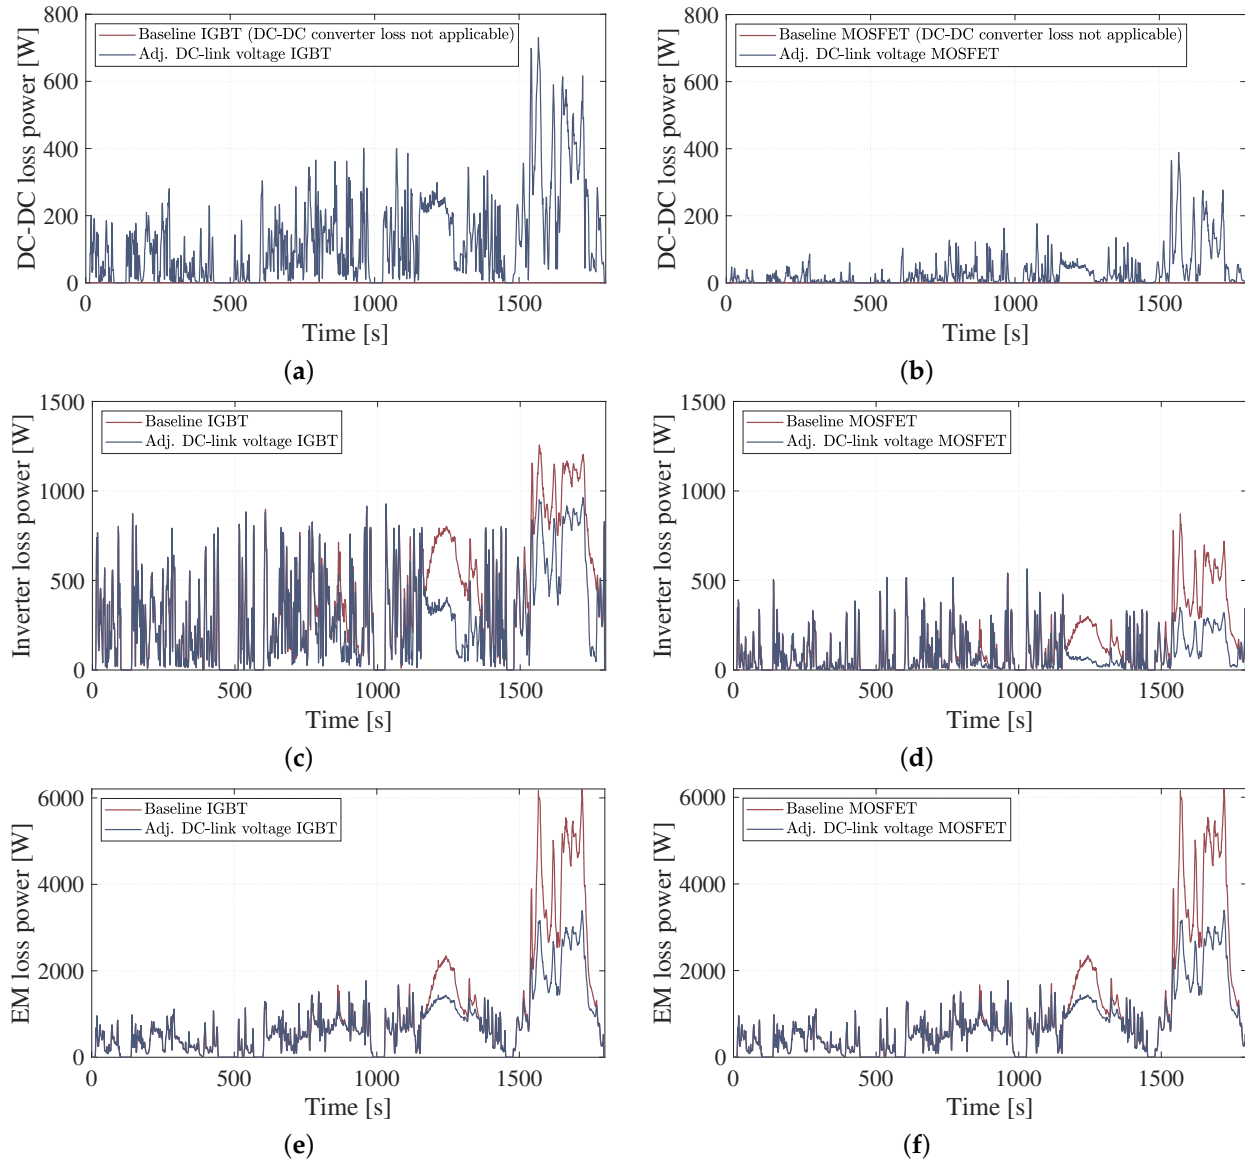 800
600
400
200
0
DC-DC loss power [W]
Baseline IGBT (DC-DC converter loss not applicable)
Adj. DC-link voltage IGBT
0 500 1000 1500
Time [s]
(a)
800
600
400
200
0
DC-DC loss power [W]
Baseline MOSFET (DC-DC converter loss not applicable)
Adj. DC-link voltage MOSFET
0 500 1000 1500
Time [s]
(b)
1500
1000
500
0
Inverter loss power [W]
Baseline IGBT
Adj. DC-link voltage IGBT
0 500 1000 1500
Time [s]
(c)
1500
1000
500
0
Inverter loss power [W]
Baseline MOSFET
Adj. DC-link voltage MOSFET
0 500 1000 1500
Time [s]
(d)
6000
4000
2000
0
EM loss power [W]
Baseline IGBT
Adj. DC-link voltage IGBT
0 500 1000 1500
Time [s]
(e)
6000
4000
2000
0
EM loss power [W]
Baseline MOSFET
Adj. DC-link voltage MOSFET
0 500 1000 1500
Time [s]
(f)